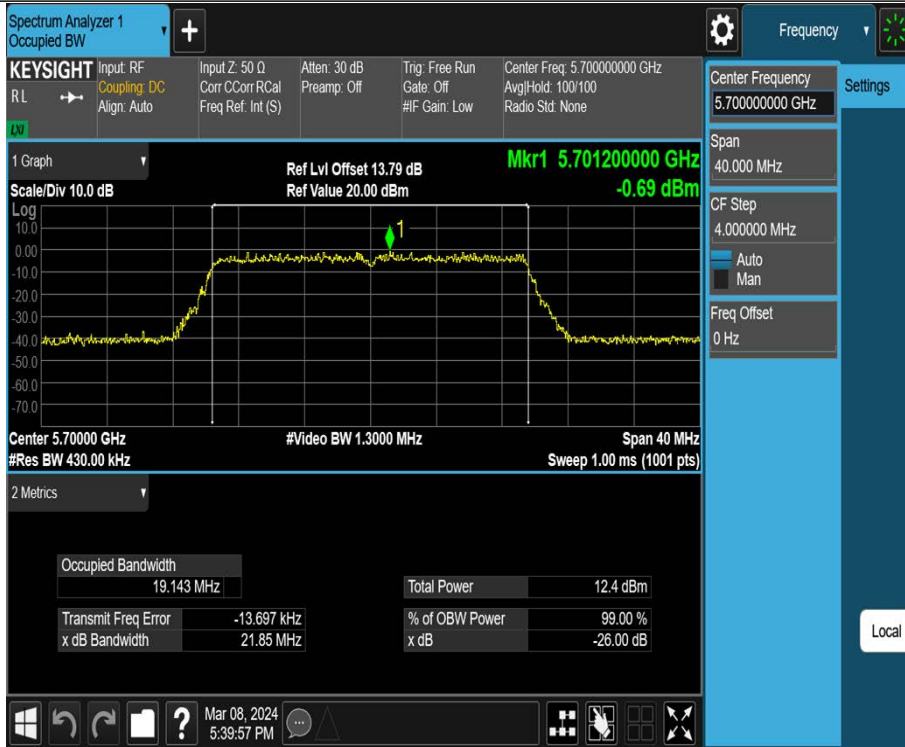 Spectrum Analyzer 1
Occupied BW
+
Frequency
KEYSIGHT
R L
LXI
Input: RF
Coupling: DC
Align: Auto
Input Z: 50 Ω
Corr CCorr RCal
Freq Ref: Int (S)
Atten: 30 dB
Preamp: Off
Trig: Free Run
Gate: Off
#IF Gain: Low
Center Freq: 5.700000000 GHz
Avg|Hold: 100/100
Radio Std: None
Center Frequency
5.700000000 GHz
Settings
Span
40.000 MHz
CF Step
4.000000 MHz
Auto
Man
Freq Offset
0 Hz
Local
1 Graph
Scale/Div 10.0 dB
Ref Lvl Offset 13.79 dB
Ref Value 20.00 dBm
Mkr1 5.701200000 GHz
-0.69 dBm
Log
10.0
0.00
-10.0
-20.0
-30.0
-40.0
-50.0
-60.0
-70.0
1
Center 5.70000 GHz
#Res BW 430.00 kHz
#Video BW 1.3000 MHz
Span 40 MHz
Sweep 1.00 ms (1001 pts)
2 Metrics
Occupied Bandwidth
19.143 MHz
Total Power 12.4 dBm
Transmit Freq Error -13.697 kHz
% of OBW Power 99.00 %
x dB Bandwidth 21.85 MHz
x dB -26.00 dB
?
Mar 08, 2024
5:39:57 PM